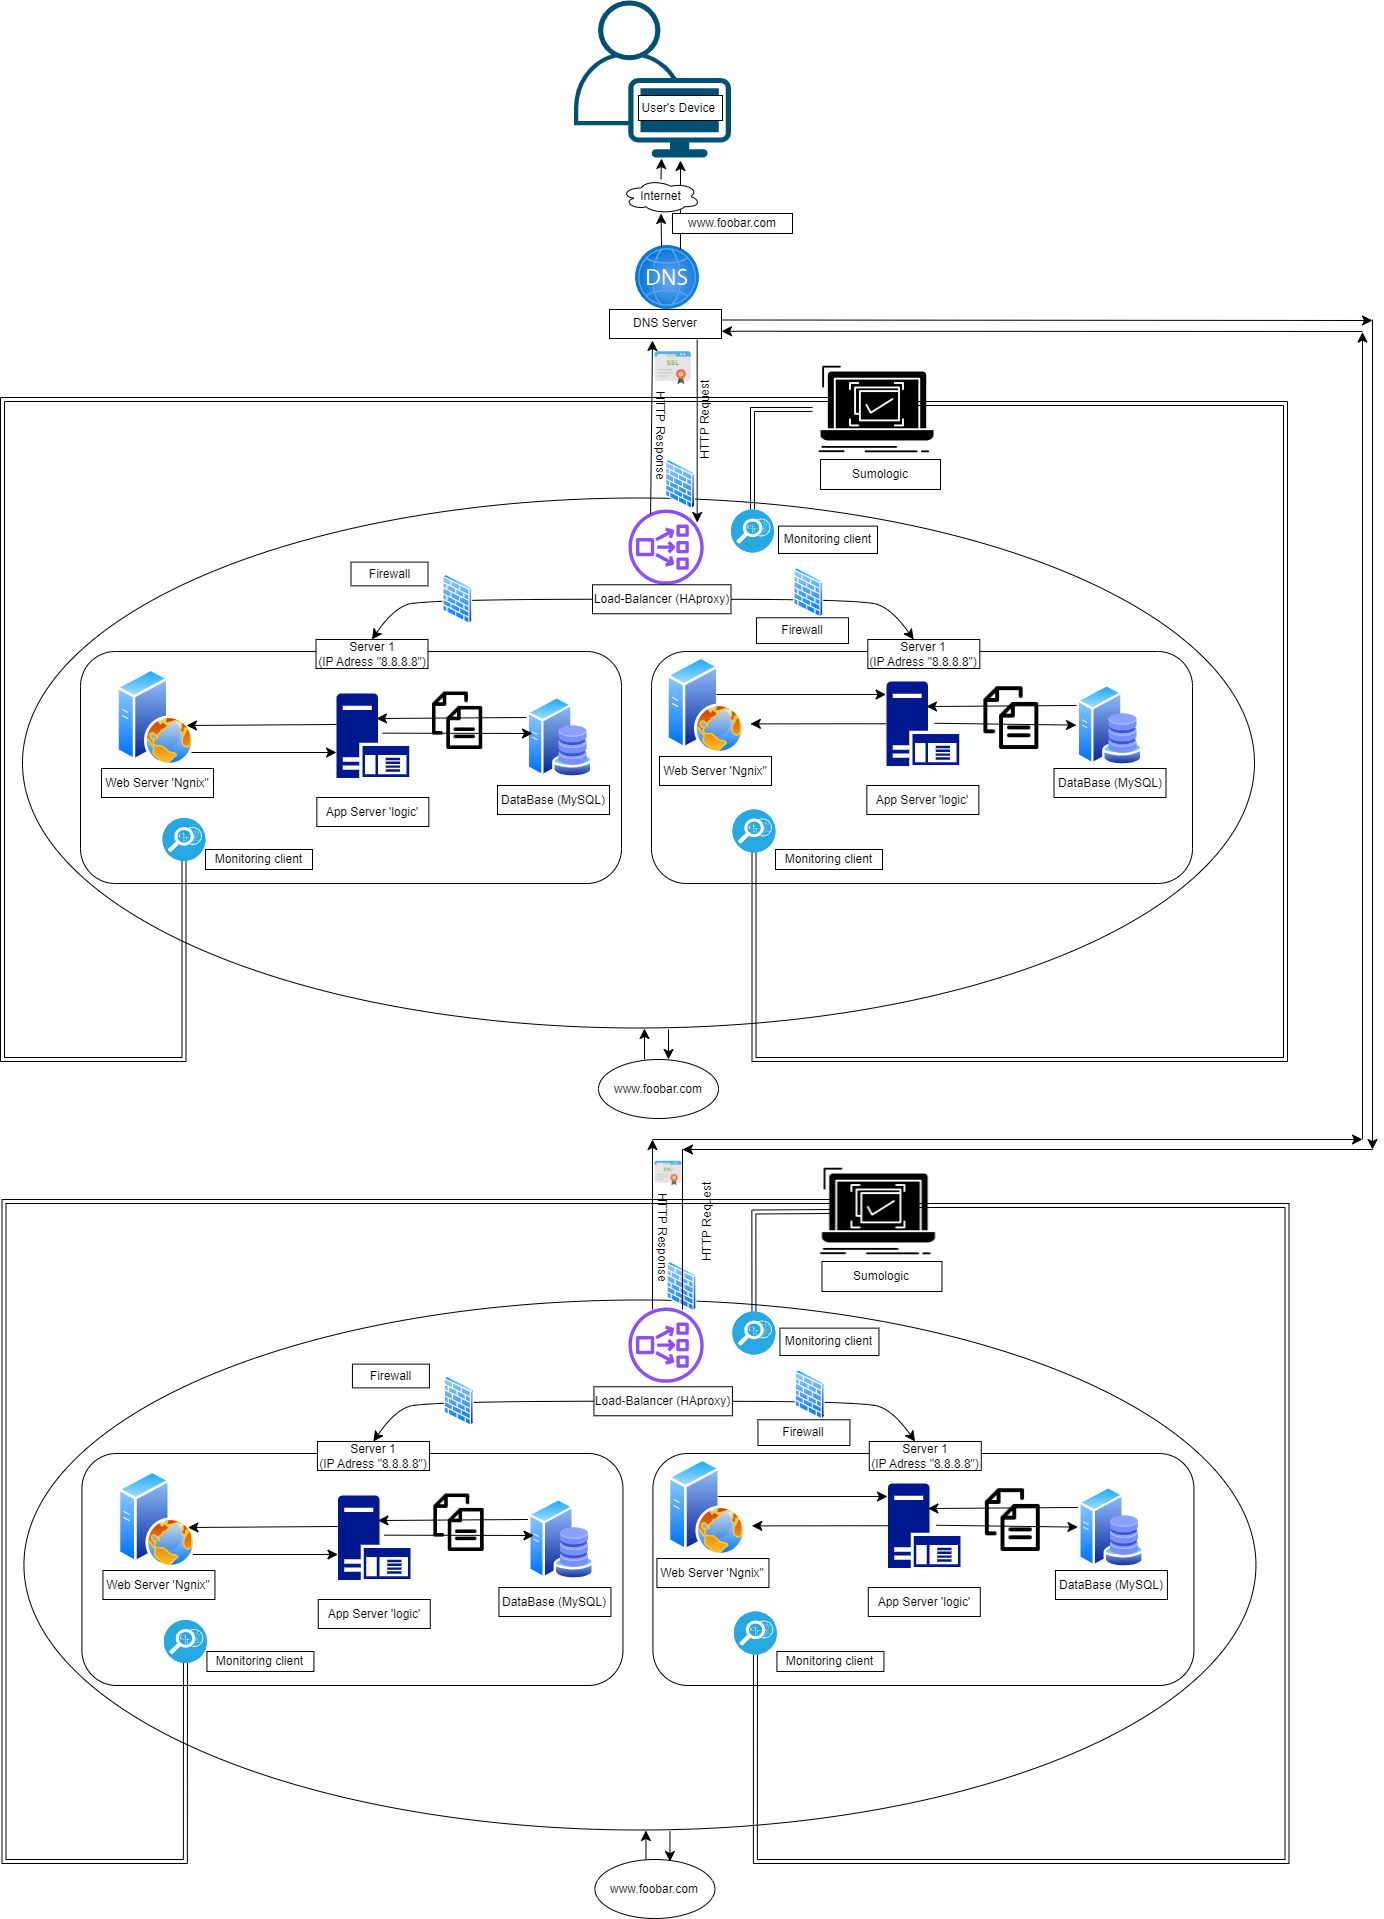 User's Device
Internet
www.foobar.com
DNS
DNS Server
SSL
HTTP Response
HTTP Request
Sumologic
Monitoring client
Firewall
Load-Balancer (HAproxy)
Firewall
Server 1
(IP Adress "8.8.8.8")
Server 1
(IP Adress "8.8.8.8")
Web Server 'Ngnix"
App Server 'logic'
DataBase (MySQL)
Monitoring client
Web Server 'Ngnix"
App Server 'logic'
DataBase (MySQL)
Monitoring client
www.foobar.com
SSL
HTTP Response
HTTP Request
Sumologic
Monitoring client
Firewall
Load-Balancer (HAproxy)
Firewall
Server 1
(IP Adress "8.8.8.8")
Server 1
(IP Adress "8.8.8.8")
Web Server 'Ngnix"
App Server 'logic'
DataBase (MySQL)
Monitoring client
Web Server 'Ngnix"
App Server 'logic'
DataBase (MySQL)
Monitoring client
www.foobar.com